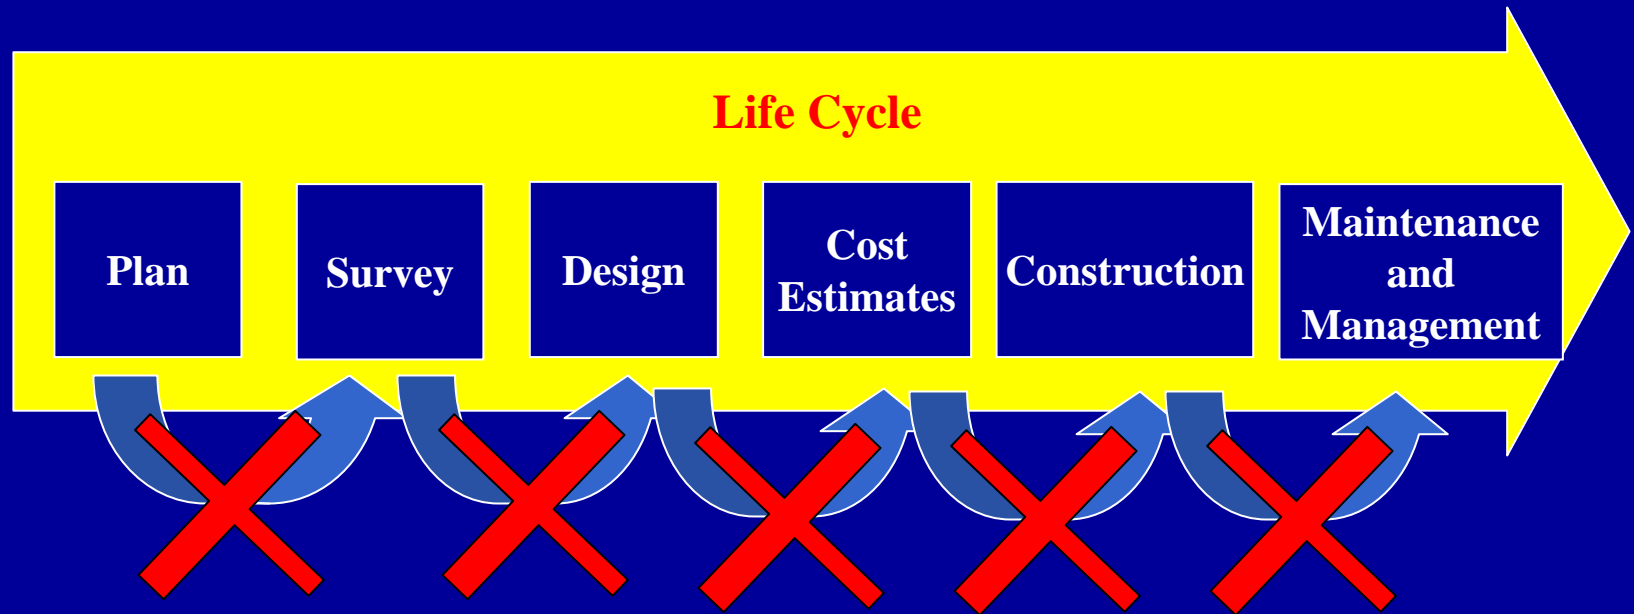 Life Cycle
Plan
Survey
Design
Cost
Estimates
Construction
Maintenance
and
Management